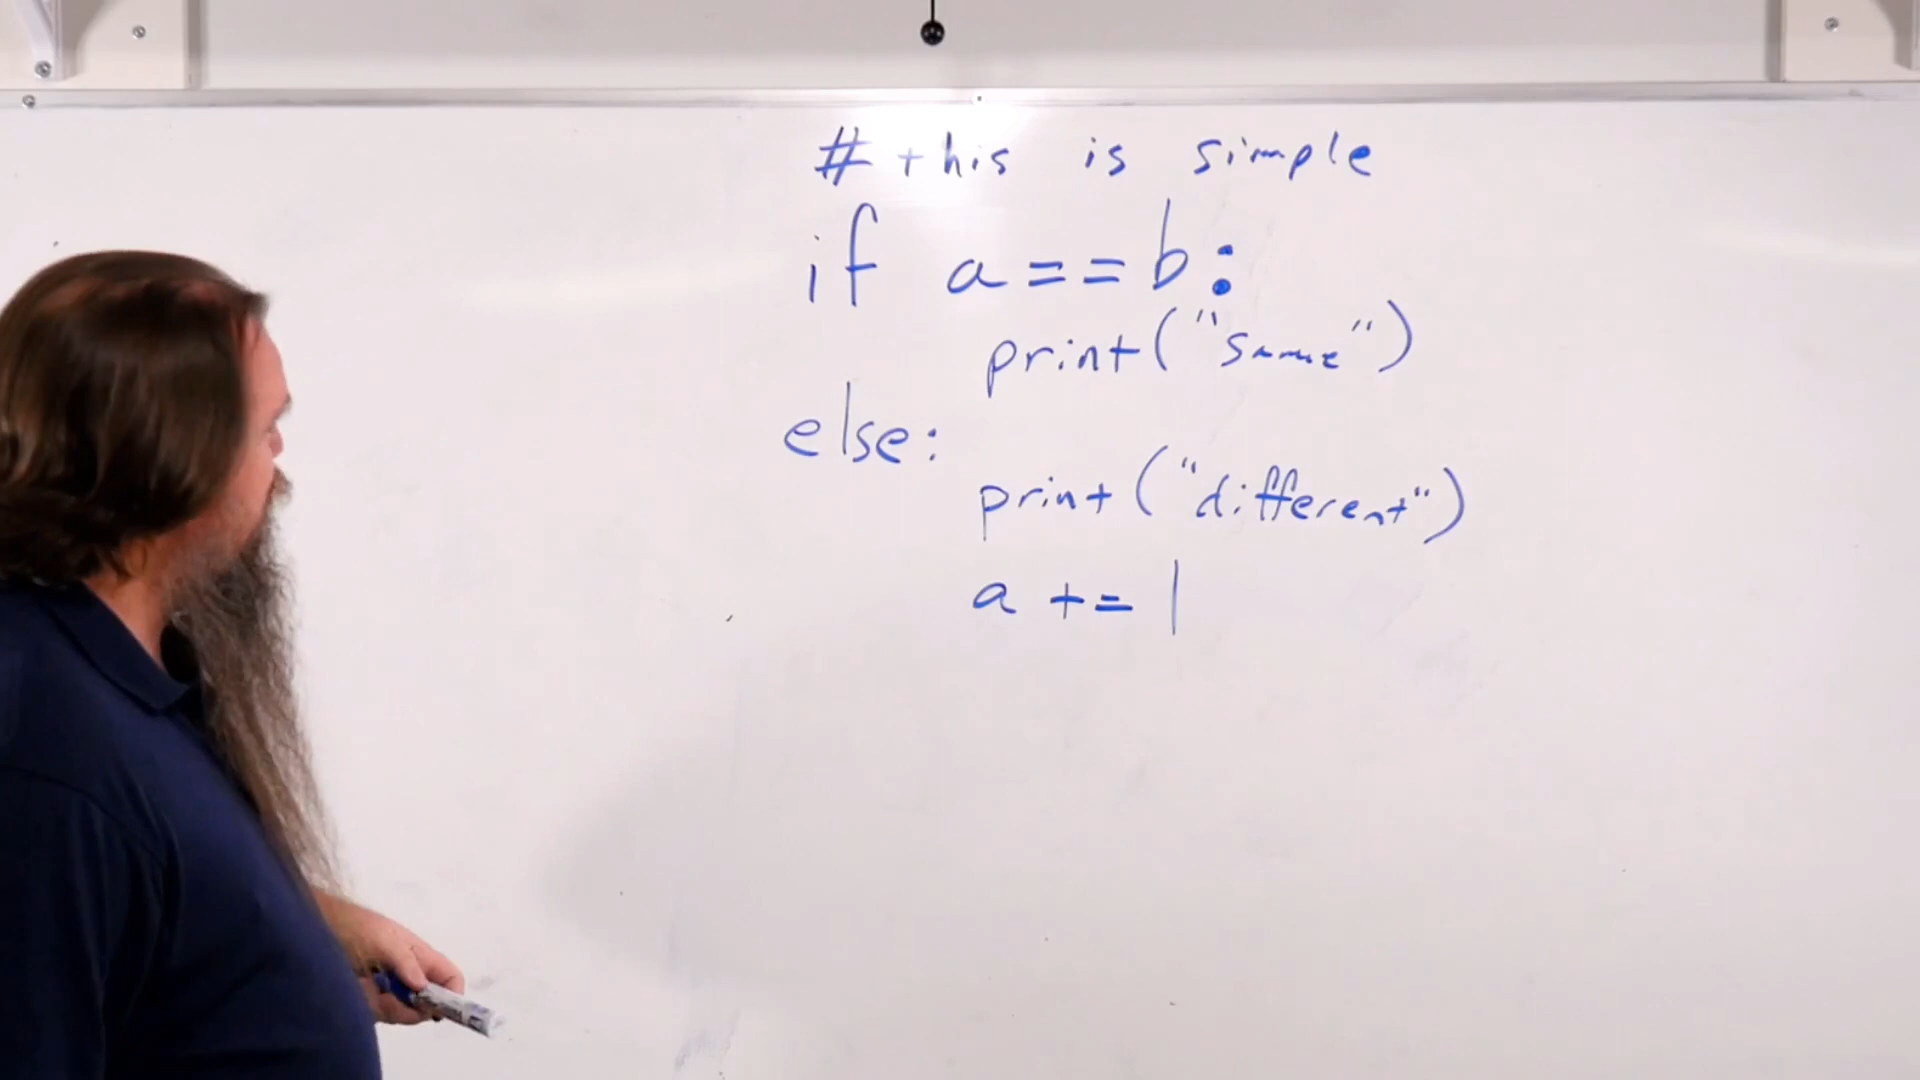 # this is simple
if a == b:
print("same")
else:
print("different")
a += 1